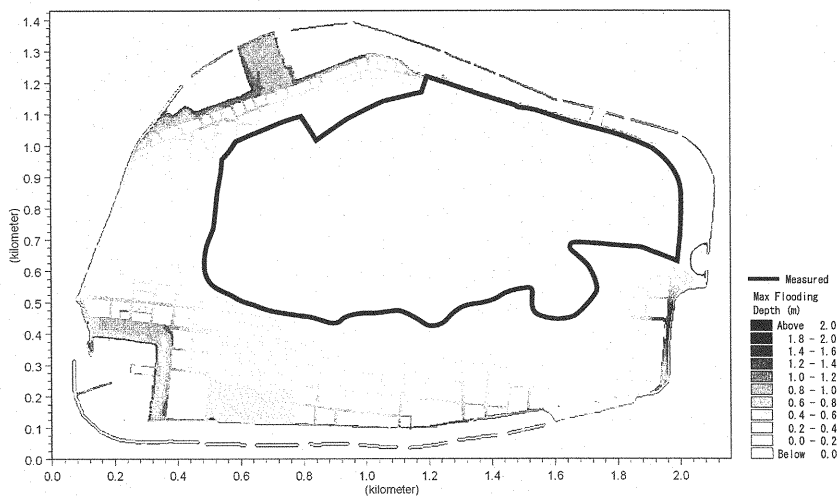 1.4
1.3
1.2
1.1
1.0
0.9
0.8
0.7
0.6
0.5
0.4
0.3
0.2
0.1
0.0
(kilometer)
0.0 0.2 0.4 0.6 0.8 1.0 1.2 1.4 1.6 1.8 2.0
(kilometer)
Measured
Max Flooding
Depth (m)
Above 2.0
1.8 - 2.0
1.4 - 1.6
1.2 - 1.4
1.0 - 1.2
0.8 - 1.0
0.6 - 0.8
0.4 - 0.6
0.2 - 0.4
0.0 - 0.2
Below 0.0